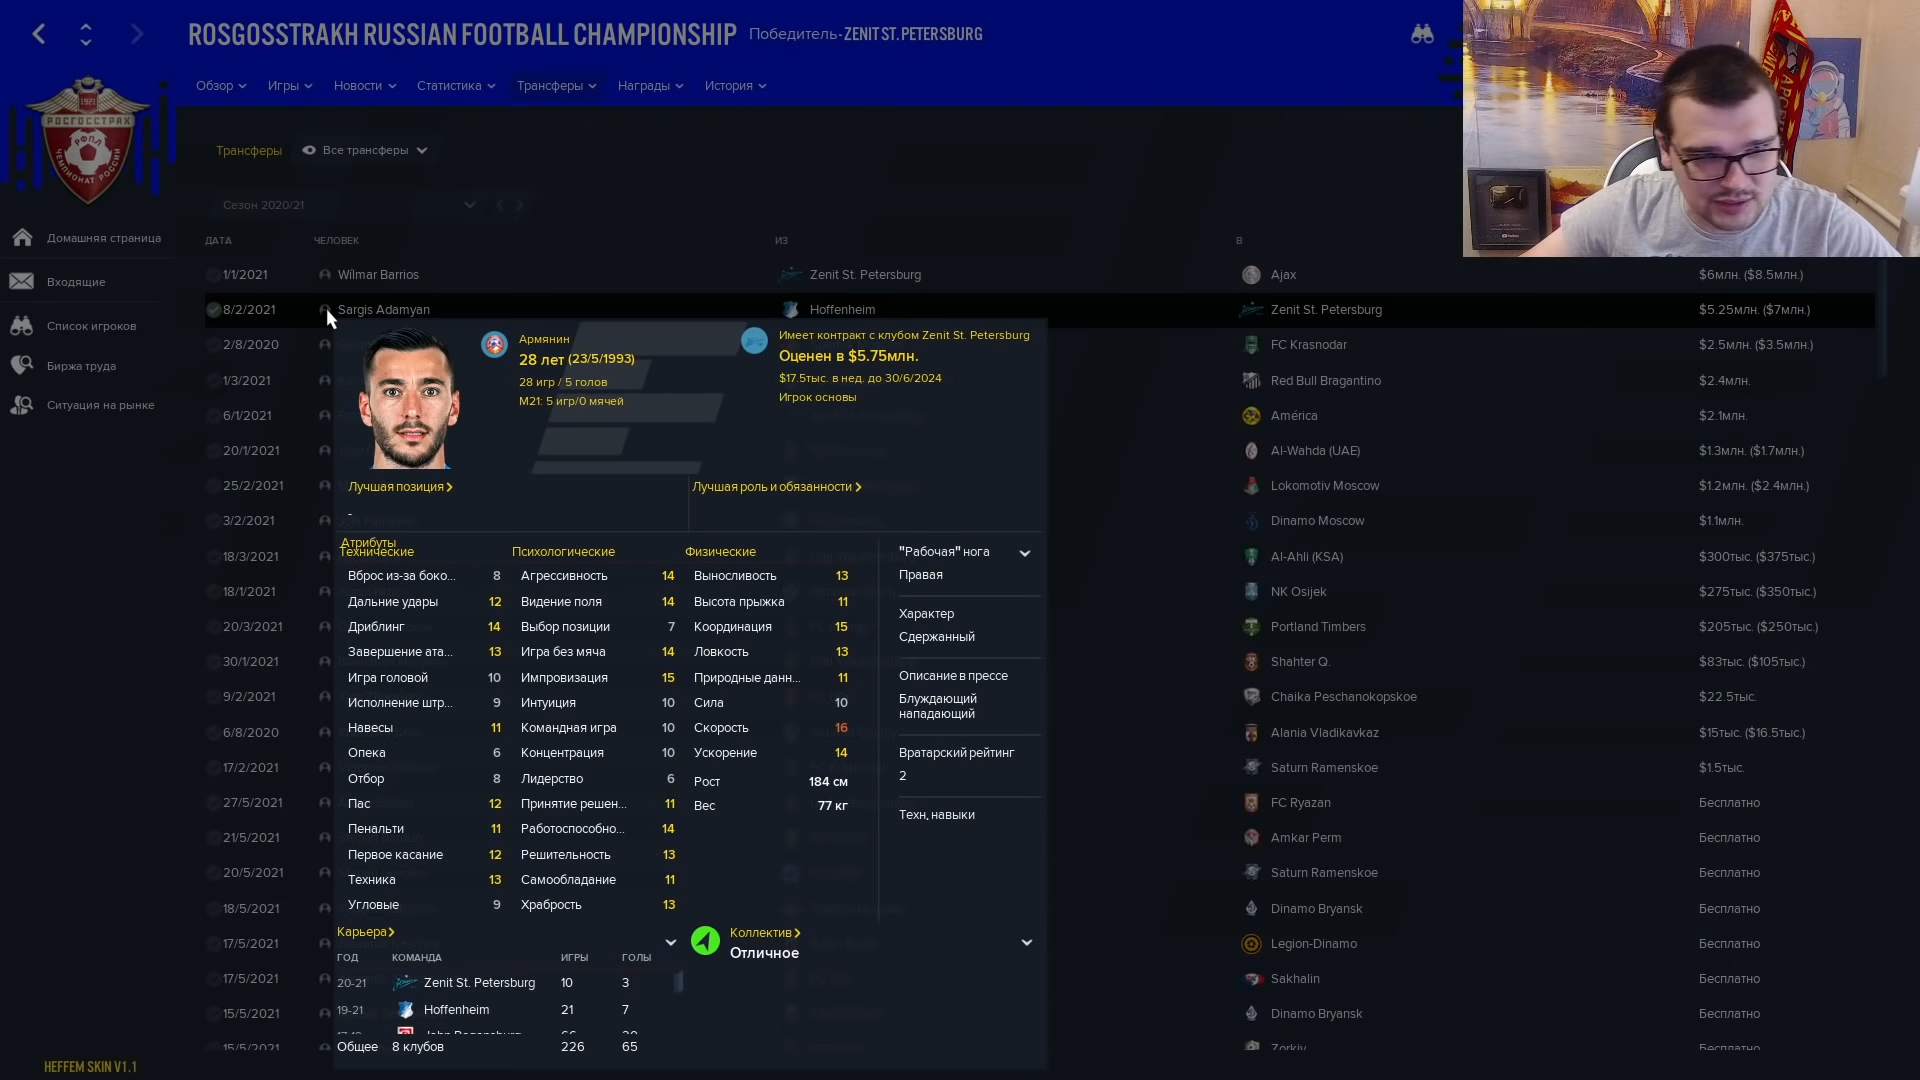 ROSGOSSTRAKH RUSSIAN FOOTBALL CHAMPIONSHIP
Победитель - ZENIT ST. PETERSBURG
Обзор
Игры
Новости
Статистика
Трансферы
Награды
История
1921
РОСГОССТРАХ
РФПЛ
ЧЕМПИОНАТ РОССИИ
Домашняя страница
Входящие
Список игроков
Биржа труда
Ситуация на рынке
Трансферы
Все трансферы
Сезон 2020/21
ДАТА ЧЕЛОВЕК ИЗ В
1/1/2021 Wílmar Barrios Zenit St. Petersburg Ajax $6млн. ($8.5млн.)
8/2/2021 Sargis Adamyan Hoffenheim Zenit St. Petersburg $5.25млн. ($7млн.)
2/8/2020 FC Krasnodar $2.5млн. ($3.5млн.)
1/3/2021 Red Bull Bragantino $2.4млн.
6/1/2021 América $2.1млн.
20/1/2021 Al-Wahda (UAE) $1.3млн. ($1.7млн.)
25/2/2021 Lokomotiv Moscow $1.2млн. ($2.4млн.)
3/2/2021 Dinamo Moscow $1.1млн.
18/3/2021 Al-Ahli (KSA) $300тыс. ($375тыс.)
18/1/2021 NK Osijek $275тыс. ($350тыс.)
20/3/2021 Portland Timbers $205тыс. ($250тыс.)
30/1/2021 Shahter Q. $83тыс. ($105тыс.)
9/2/2021 Chaika Peschanokopskoe $22.5тыс.
6/8/2020 Alania Vladikavkaz $15тыс. ($16.5тыс.)
17/2/2021 Saturn Ramenskoe $1.5тыс.
27/5/2021 FC Ryazan Бесплатно
21/5/2021 Amkar Perm Бесплатно
20/5/2021 Saturn Ramenskoe Бесплатно
18/5/2021 Dinamo Bryansk Бесплатно
17/5/2021 Legion-Dinamo Бесплатно
17/5/2021 Sakhalin Бесплатно
15/5/2021 Dinamo Bryansk Бесплатно
15/5/2021 Zorkiy Бесплатно
Армянин
28 лет (23/5/1993)
28 игр / 5 голов
М21: 5 игр/0 мячей
Имеет контракт с клубом Zenit St. Petersburg
Оценен в $5.75млн.
$17.5тыс. в нед. до 30/6/2024
Игрок основы
Лучшая позиция
-
Лучшая роль и обязанности
Атрибуты
Технические
Вброс из-за боко... 8
Дальние удары 12
Дриблинг 14
Завершение ата... 13
Игра головой 10
Исполнение штр... 9
Навесы 11
Опека 6
Отбор 8
Пас 12
Пенальти 11
Первое касание 12
Техника 13
Угловые 9
Психологические
Агрессивность 14
Видение поля 14
Выбор позиции 7
Игра без мяча 14
Импровизация 15
Интуиция 10
Командная игра 10
Концентрация 10
Лидерство 6
Принятие решен... 11
Работоспособно... 14
Решительность 13
Самообладание 11
Храбрость 13
Физические
Выносливость 13
Высота прыжка 11
Координация 15
Ловкость 13
Природные данн... 11
Сила 10
Скорость 16
Ускорение 14
Рост 184 см
Вес 77 кг
"Рабочая" нога
Правая
Характер
Сдержанный
Описание в прессе
Блуждающий
нападающий
Вратарский рейтинг
2
Техн. навыки
Карьера
ГОД КОМАНДА ИГРЫ ГОЛЫ
20-21 Zenit St. Petersburg 10 3
19-21 Hoffenheim 21 7
Общее 8 клубов 226 65
Коллектив
Отличное
HEFFEM SKIN V1.1